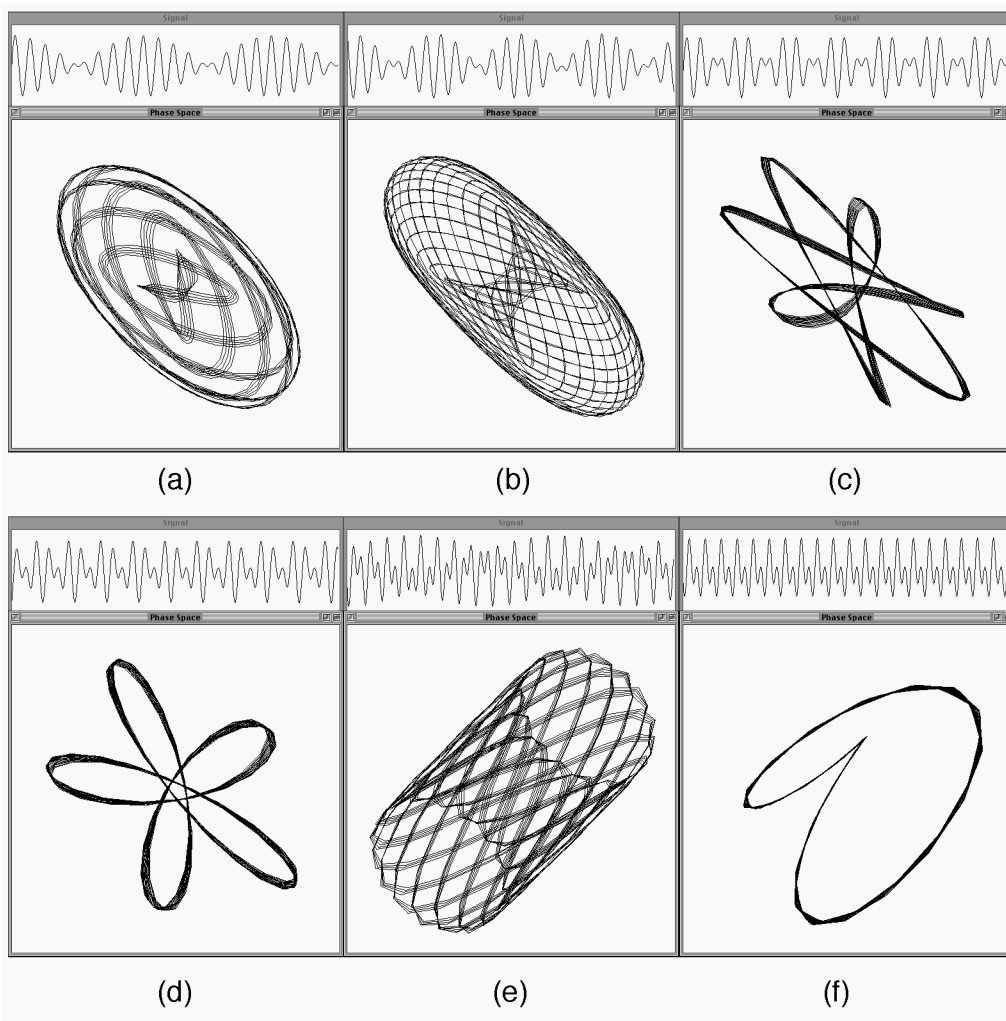 Signal Signal Signal
Phase Space Phase Space Phase Space
(a) (b) (c)
Signal Signal Signal
Phase Space Phase Space Phase Space
(d) (e) (f)